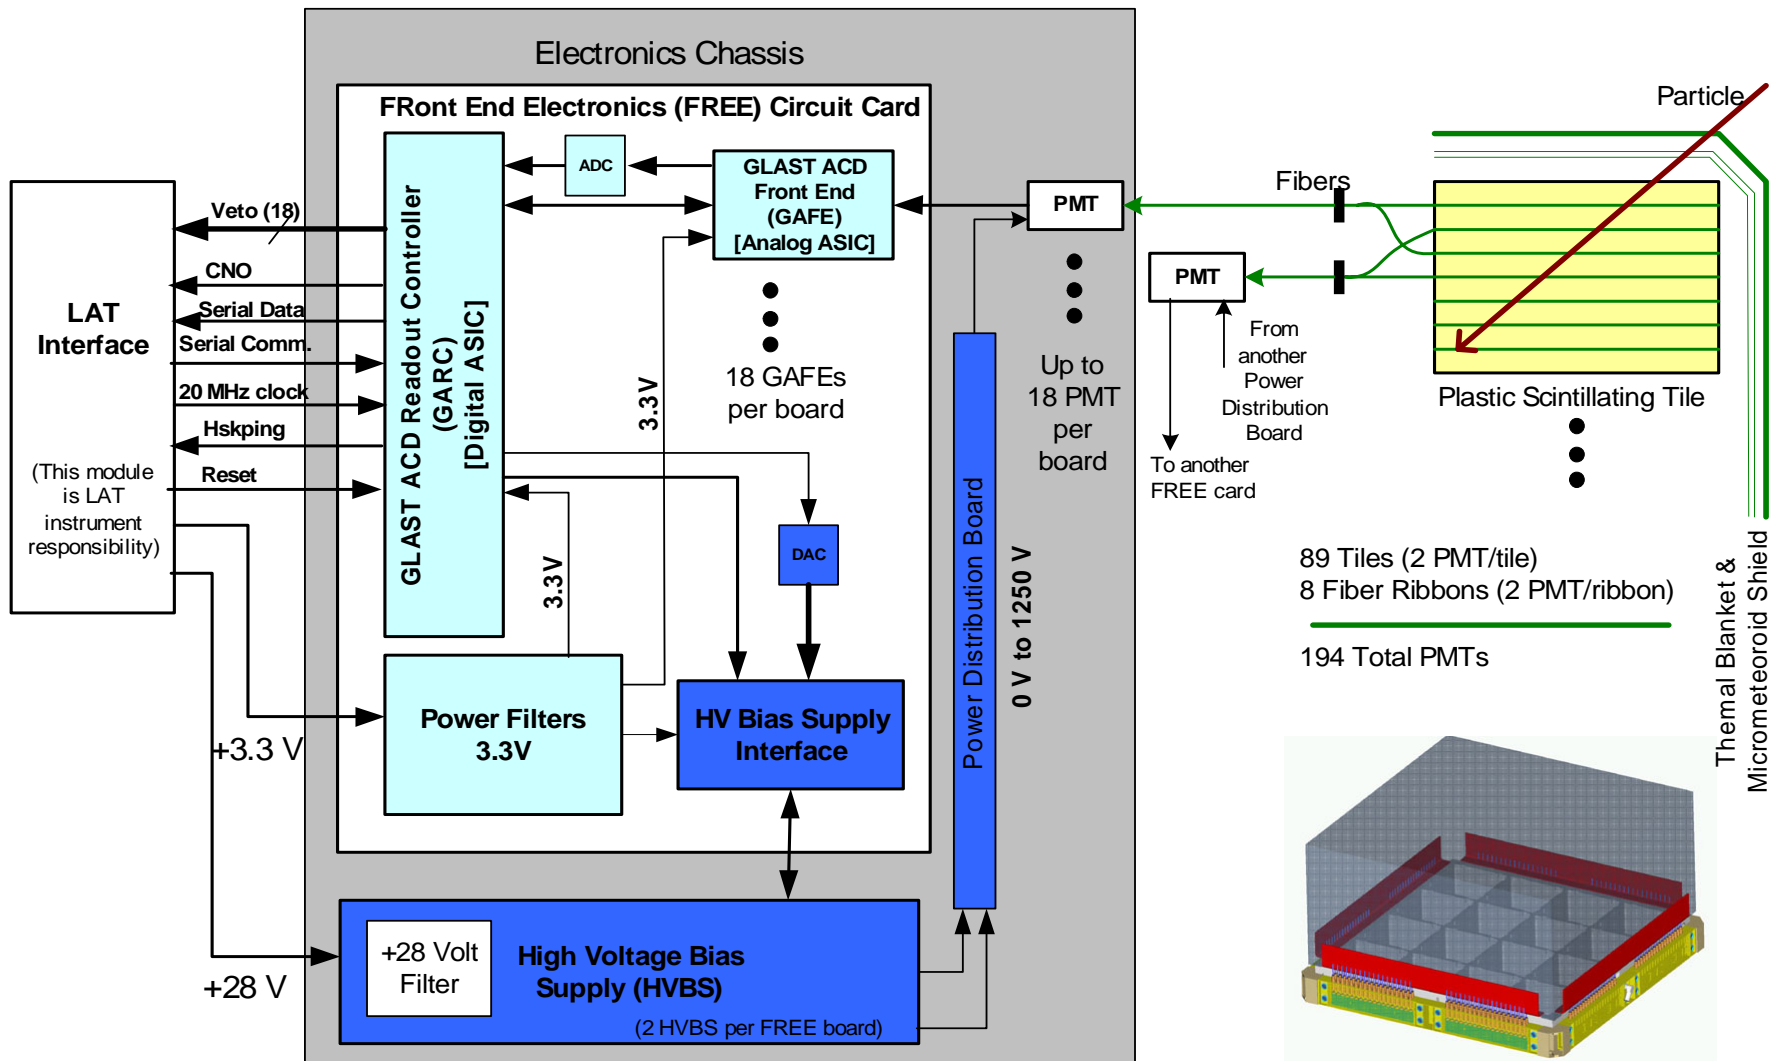 Electronics Chassis
FRont End Electronics (FREE) Circuit Card
ADC
GLAST ACD
Front End
(GAFE)
[Analog ASIC]
GLAST ACD Readout Controller
(GARC)
[Digital ASIC]
18 GAFEs
per board
3.3V
3.3V
DAC
Power Filters
3.3V
HV Bias Supply
Interface
+28 Volt
Filter
High Voltage Bias
Supply (HVBS)
(2 HVBS per FREE board)
Power Distribution Board
0 V to 1250 V
LAT
Interface
(This module
is LAT
instrument
responsibility)
Veto (18)
CNO
Serial Data
Serial Comm.
20 MHz clock
Hskping
Reset
+3.3 V
+28 V
PMT
Up to
18 PMT
per
board
PMT
From
another
Power
Distribution
Board
To another
FREE card
Fibers
Particle
Plastic Scintillating Tile
Thermal Blanket &
Micrometeoroid Shield
89 Tiles (2 PMT/tile)
8 Fiber Ribbons (2 PMT/ribbon)
194 Total PMTs